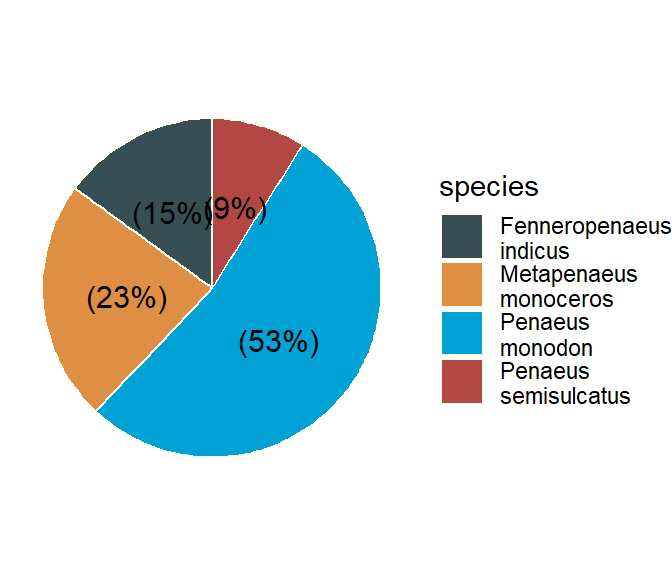 (15%)
(9%)
(23%)
(53%)
species
Fenneropenaeus
indicus
Metapenaeus
monoceros
Penaeus
monodon
Penaeus
semisulcatus